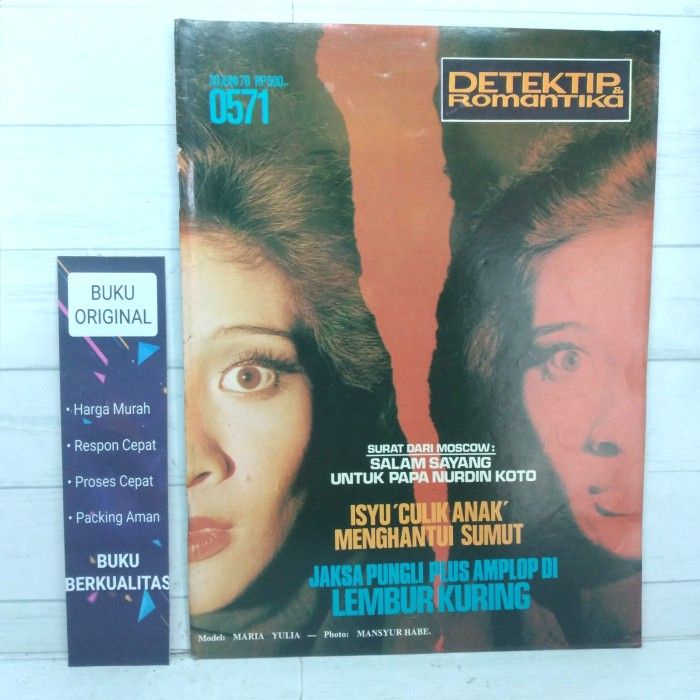 30 JUNI 76 RP 500,-
0571
DETEKTIP
& Romantika
SURAT DARI MOSCOW:
SALAM SAYANG
UNTUK PAPA NURDIN KOTO
ISYU 'CULIK ANAK'
MENGHANTUI SUMUT
JAKSA PUNGLI PLUS AMPLOP DI
LEMBUR KURING
Model: MARIA YULIA — Photo: MANSYUR HABE.
BUKU
ORIGINAL
• Harga Murah
• Respon Cepat
• Proses Cepat
• Packing Aman
BUKU
BERKUALITAS